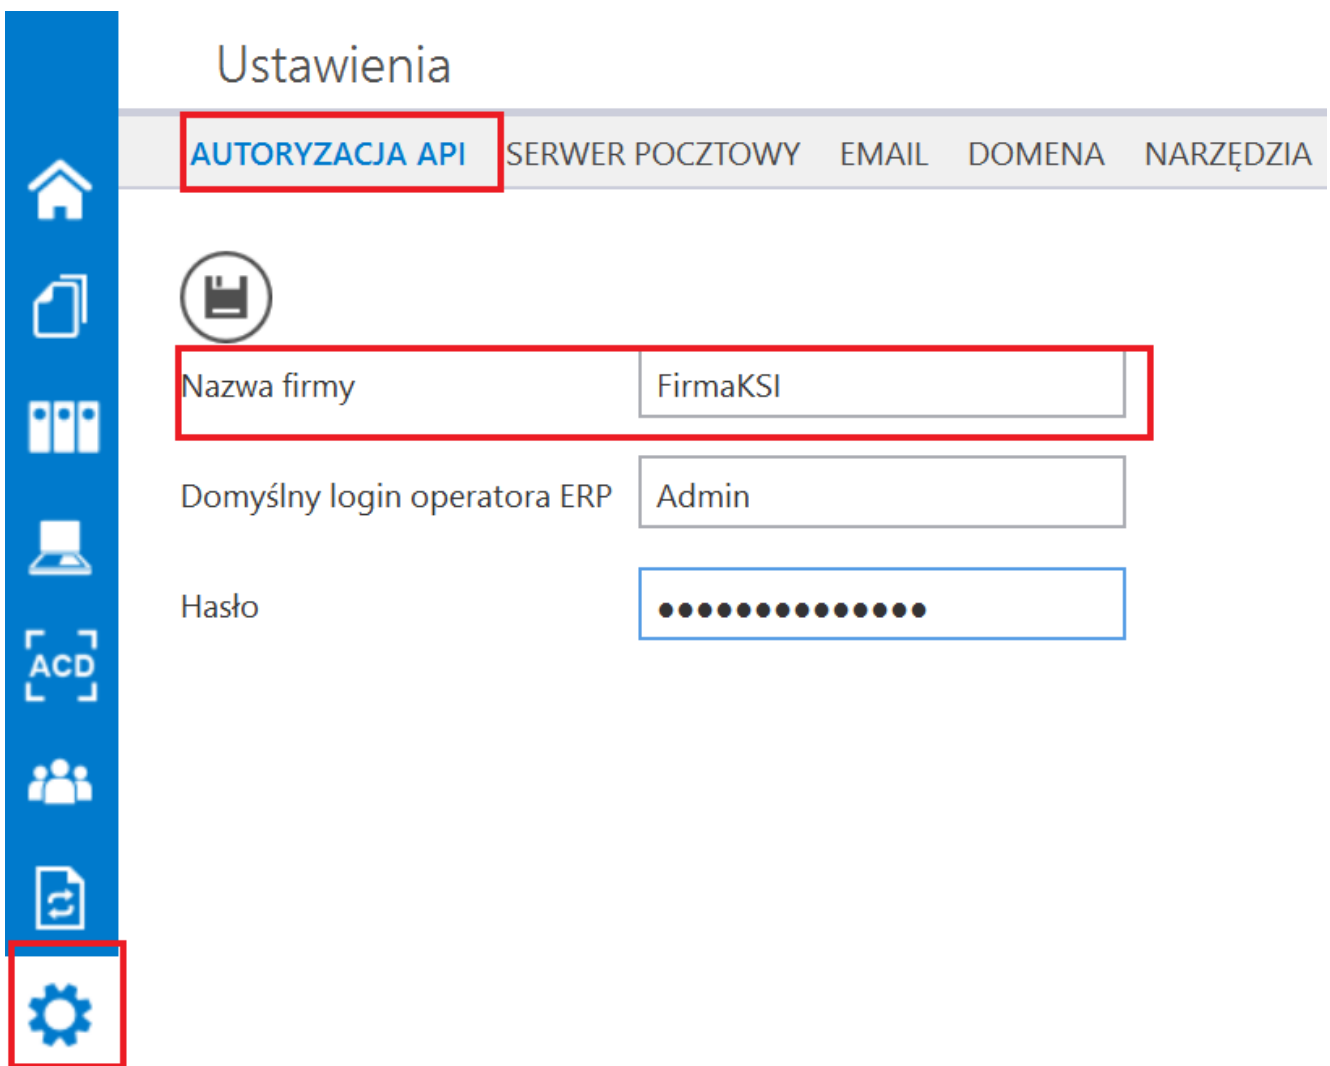 Ustawienia
AUTORYZACJA API SERWER POCZTOWY EMAIL DOMENA NARZĘDZIA
Nazwa firmy FirmaKSI
Domyślny login operatora ERP Admin
Hasło ●●●●●●●●●●●●●●
ACD